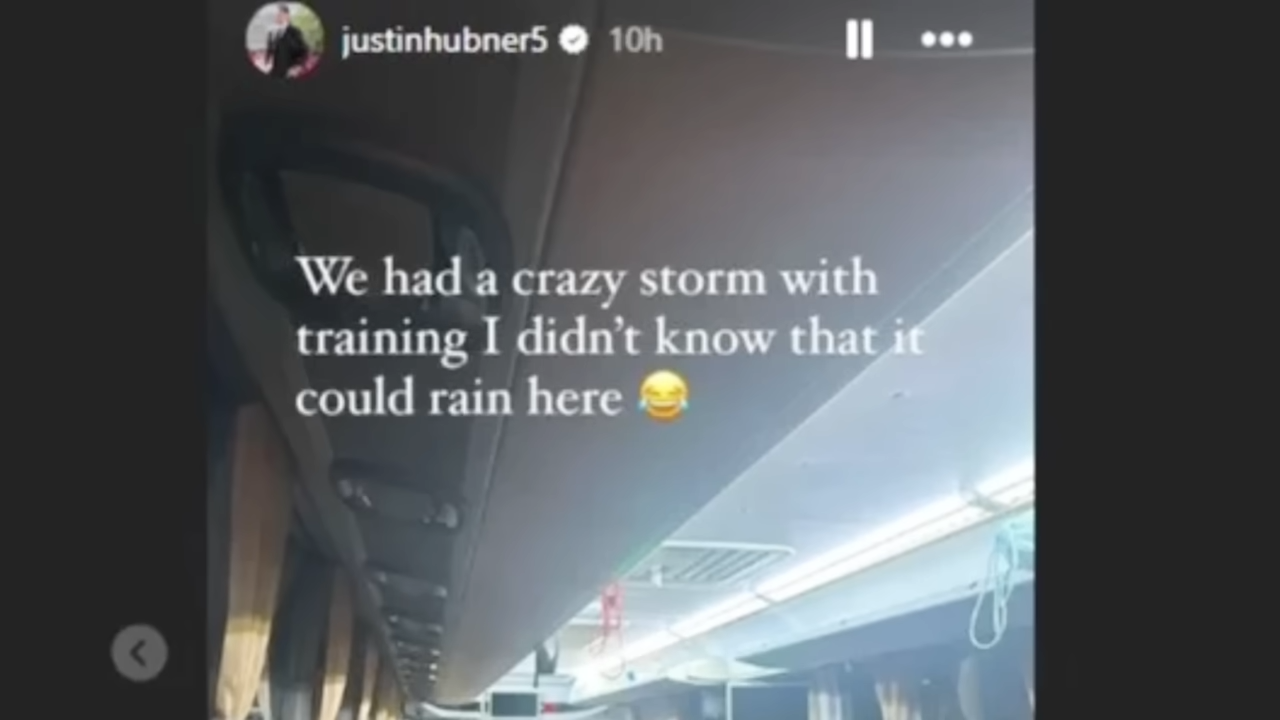 justinhubner5 10h
We had a crazy storm with
training I didn't know that it
could rain here 😂